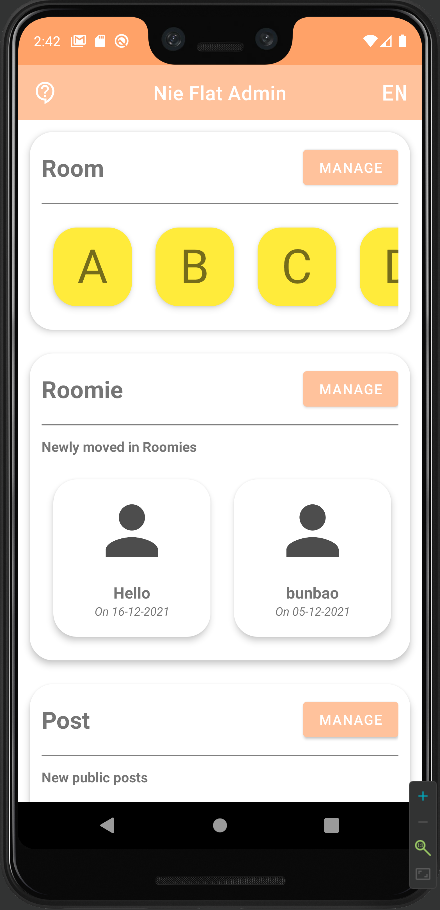 2:42
Nie Flat Admin
EN
Room
MANAGE
A B C D
Roomie
MANAGE
Newly moved in Roomies
Hello
On 16-12-2021
bunbao
On 05-12-2021
Post
MANAGE
New public posts